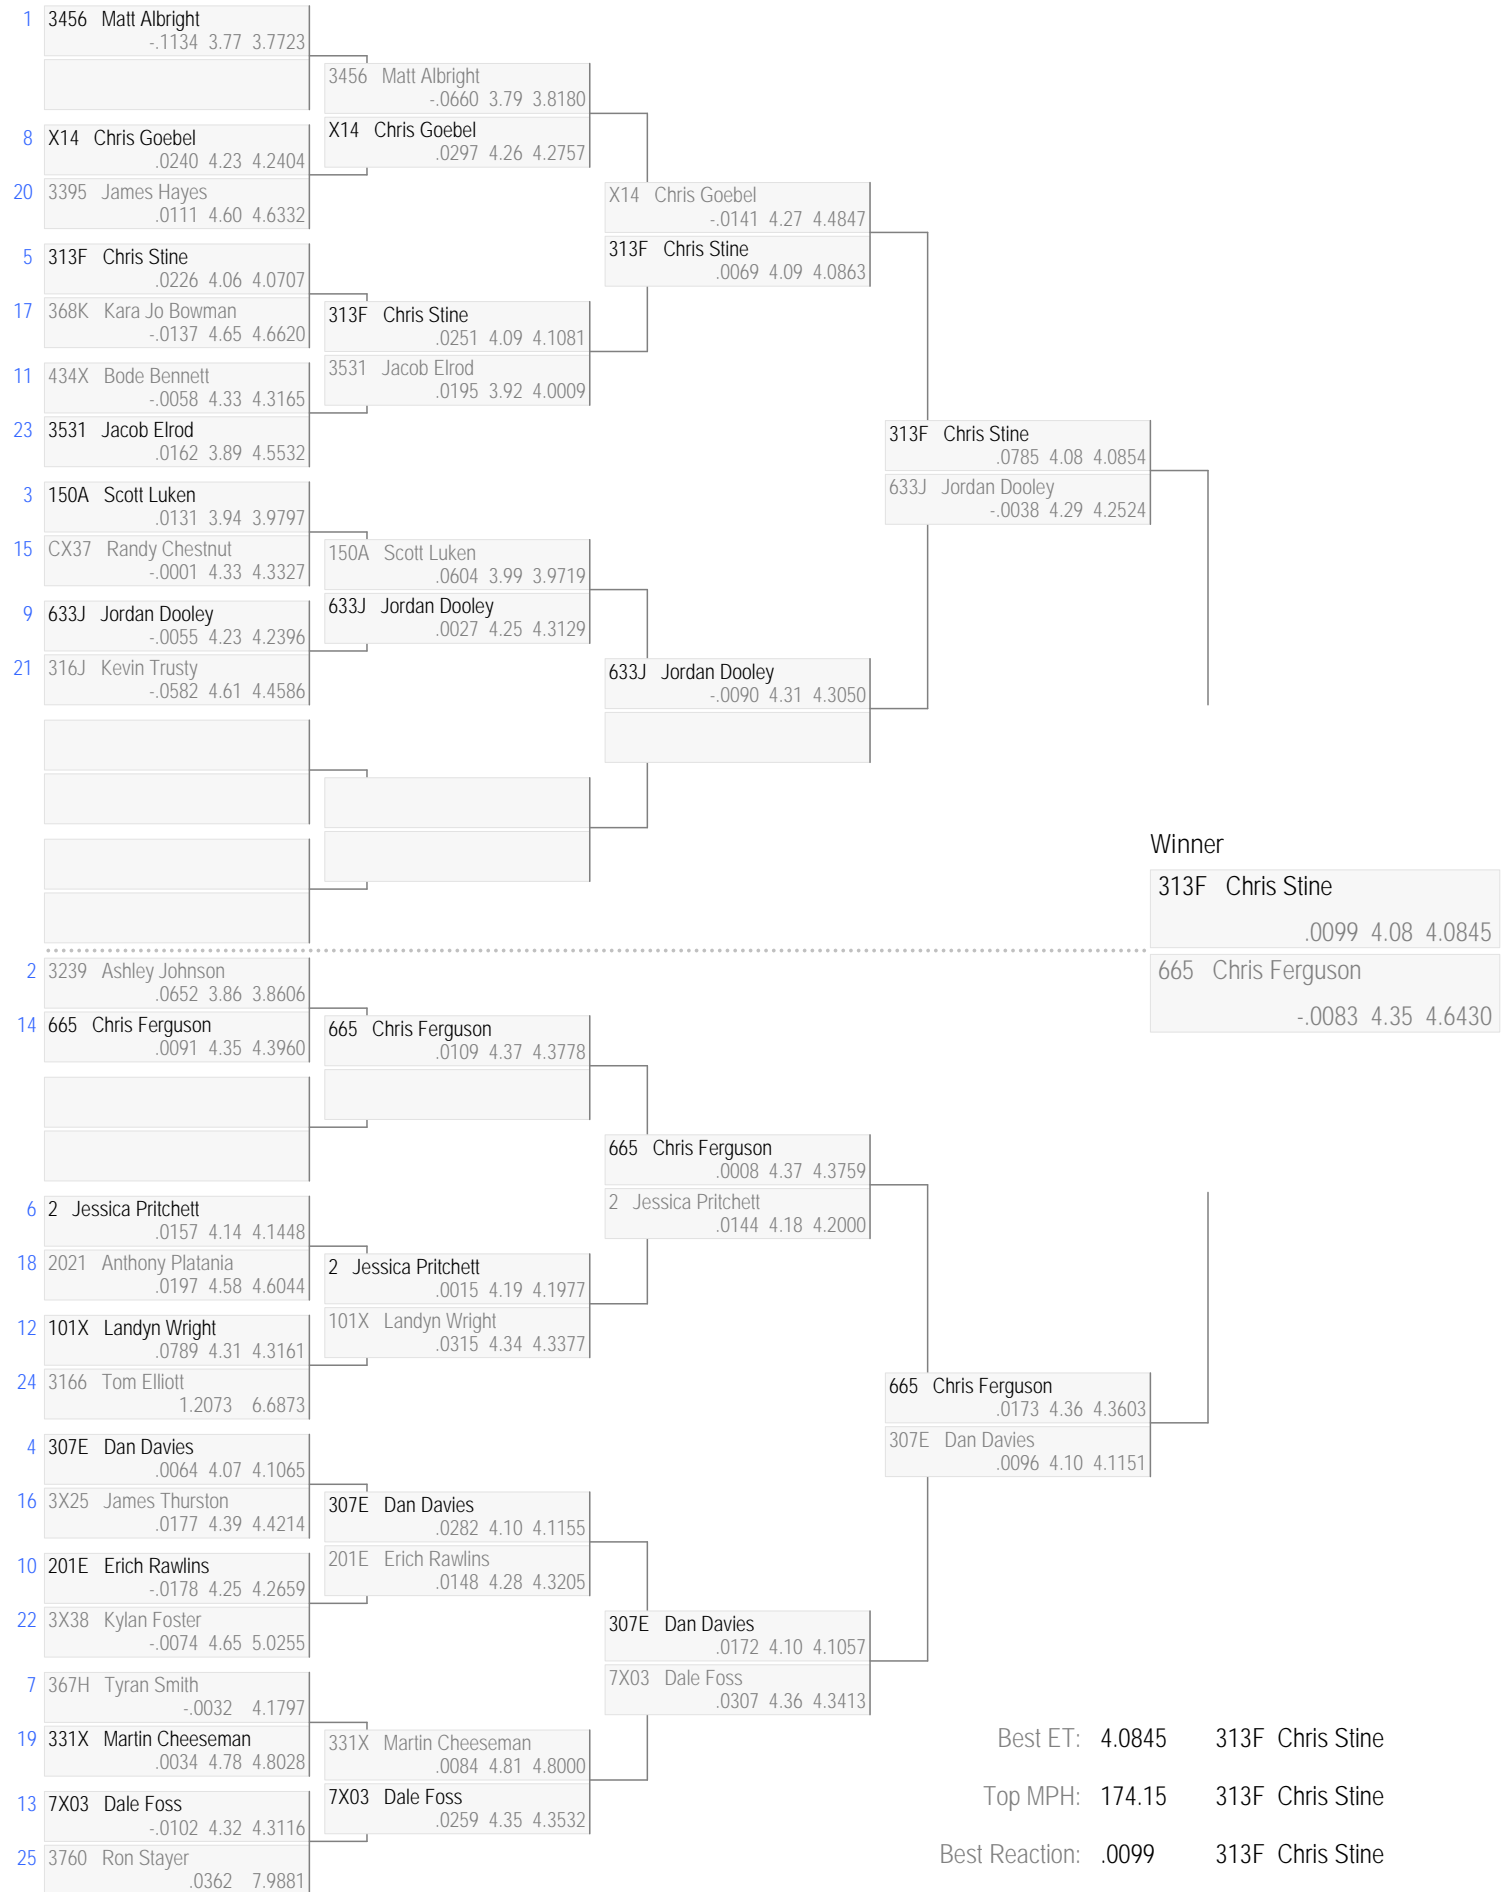 1 3456 Matt Albright
-.1134 3.77 3.7723
8 X14 Chris Goebel
.0240 4.23 4.2404
20 3395 James Hayes
.0111 4.60 4.6332
5 313F Chris Stine
.0226 4.06 4.0707
17 368K Kara Jo Bowman
-.0137 4.65 4.6620
11 434X Bode Bennett
-.0058 4.33 4.3165
23 3531 Jacob Elrod
.0162 3.89 4.5532
3 150A Scott Luken
.0131 3.94 3.9797
15 CX37 Randy Chestnut
-.0001 4.33 4.3327
9 633J Jordan Dooley
-.0055 4.23 4.2396
21 316J Kevin Trusty
-.0582 4.61 4.4586
2 3239 Ashley Johnson
.0652 3.86 3.8606
14 665 Chris Ferguson
.0091 4.35 4.3960
6 2 Jessica Pritchett
.0157 4.14 4.1448
18 2021 Anthony Platania
.0197 4.58 4.6044
12 101X Landyn Wright
.0789 4.31 4.3161
24 3166 Tom Elliott
1.2073 6.6873
4 307E Dan Davies
.0064 4.07 4.1065
16 3X25 James Thurston
.0177 4.39 4.4214
10 201E Erich Rawlins
-.0178 4.25 4.2659
22 3X38 Kylan Foster
-.0074 4.65 5.0255
7 367H Tyran Smith
-.0032 4.1797
19 331X Martin Cheeseman
.0034 4.78 4.8028
13 7X03 Dale Foss
-.0102 4.32 4.3116
25 3760 Ron Stayer
.0362 7.9881
3456 Matt Albright
-.0660 3.79 3.8180
X14 Chris Goebel
.0297 4.26 4.2757
313F Chris Stine
.0251 4.09 4.1081
3531 Jacob Elrod
.0195 3.92 4.0009
150A Scott Luken
.0604 3.99 3.9719
633J Jordan Dooley
.0027 4.25 4.3129
665 Chris Ferguson
.0109 4.37 4.3778
2 Jessica Pritchett
.0015 4.19 4.1977
101X Landyn Wright
.0315 4.34 4.3377
307E Dan Davies
.0282 4.10 4.1155
201E Erich Rawlins
.0148 4.28 4.3205
331X Martin Cheeseman
.0084 4.81 4.8000
7X03 Dale Foss
.0259 4.35 4.3532
X14 Chris Goebel
-.0141 4.27 4.4847
313F Chris Stine
.0069 4.09 4.0863
633J Jordan Dooley
-.0090 4.31 4.3050
665 Chris Ferguson
.0008 4.37 4.3759
2 Jessica Pritchett
.0144 4.18 4.2000
307E Dan Davies
.0172 4.10 4.1057
7X03 Dale Foss
.0307 4.36 4.3413
313F Chris Stine
.0785 4.08 4.0854
633J Jordan Dooley
-.0038 4.29 4.2524
665 Chris Ferguson
.0173 4.36 4.3603
307E Dan Davies
.0096 4.10 4.1151
Winner
313F Chris Stine
.0099 4.08 4.0845
665 Chris Ferguson
-.0083 4.35 4.6430
Best ET: 4.0845 313F Chris Stine
Top MPH: 174.15 313F Chris Stine
Best Reaction: .0099 313F Chris Stine